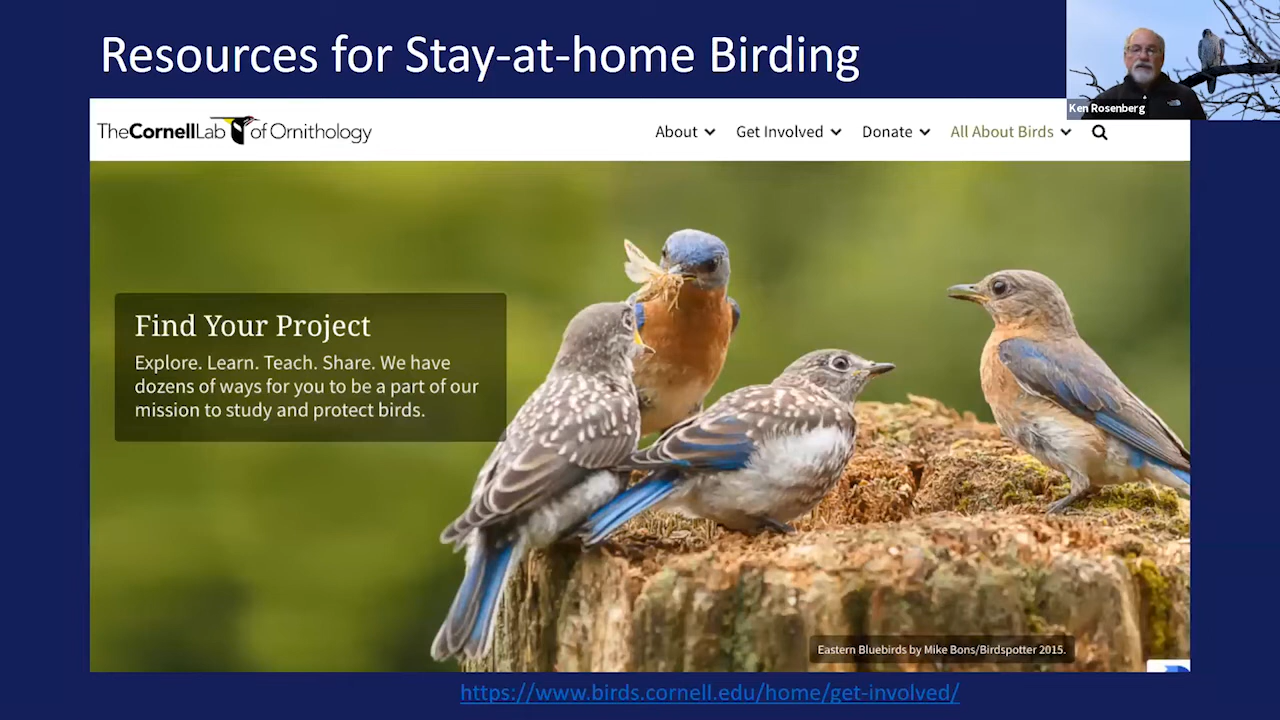 Resources for Stay-at-home Birding
Ken Rosenberg
TheCornellLab of Ornithology
About Get Involved Donate All About Birds
Find Your Project
Explore. Learn. Teach. Share. We have
dozens of ways for you to be a part of our
mission to study and protect birds.
Eastern Bluebirds by Mike Bons/Birdspotter 2015.
https://www.birds.cornell.edu/home/get-involved/